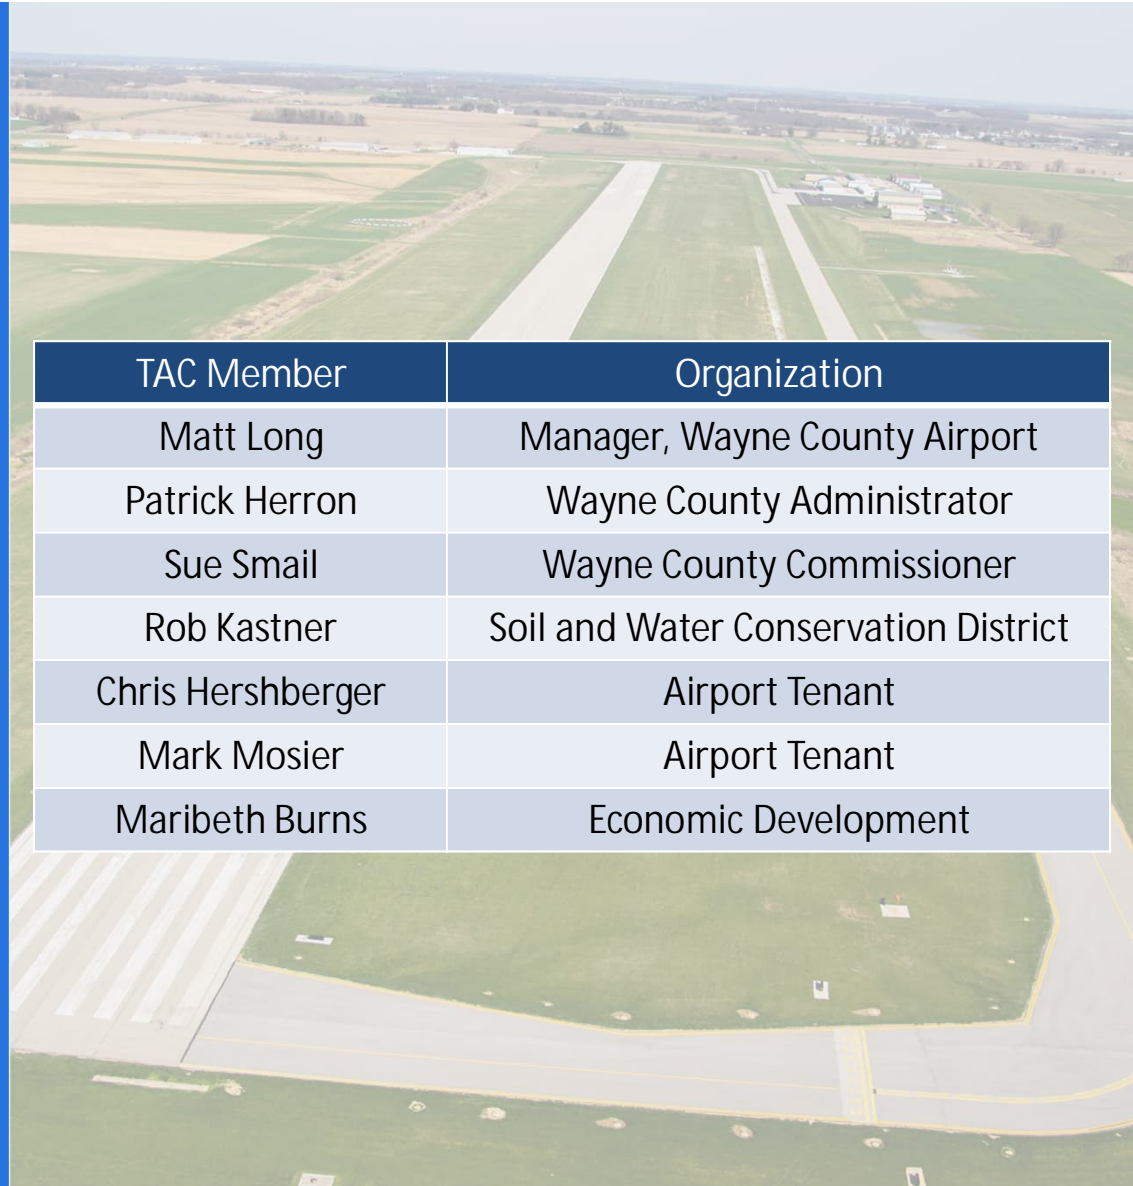 TAC Member Organization
Matt Long Manager, Wayne County Airport
Patrick Herron Wayne County Administrator
Sue Smail Wayne County Commissioner
Rob Kastner Soil and Water Conservation District
Chris Hershberger Airport Tenant
Mark Mosier Airport Tenant
Maribeth Burns Economic Development